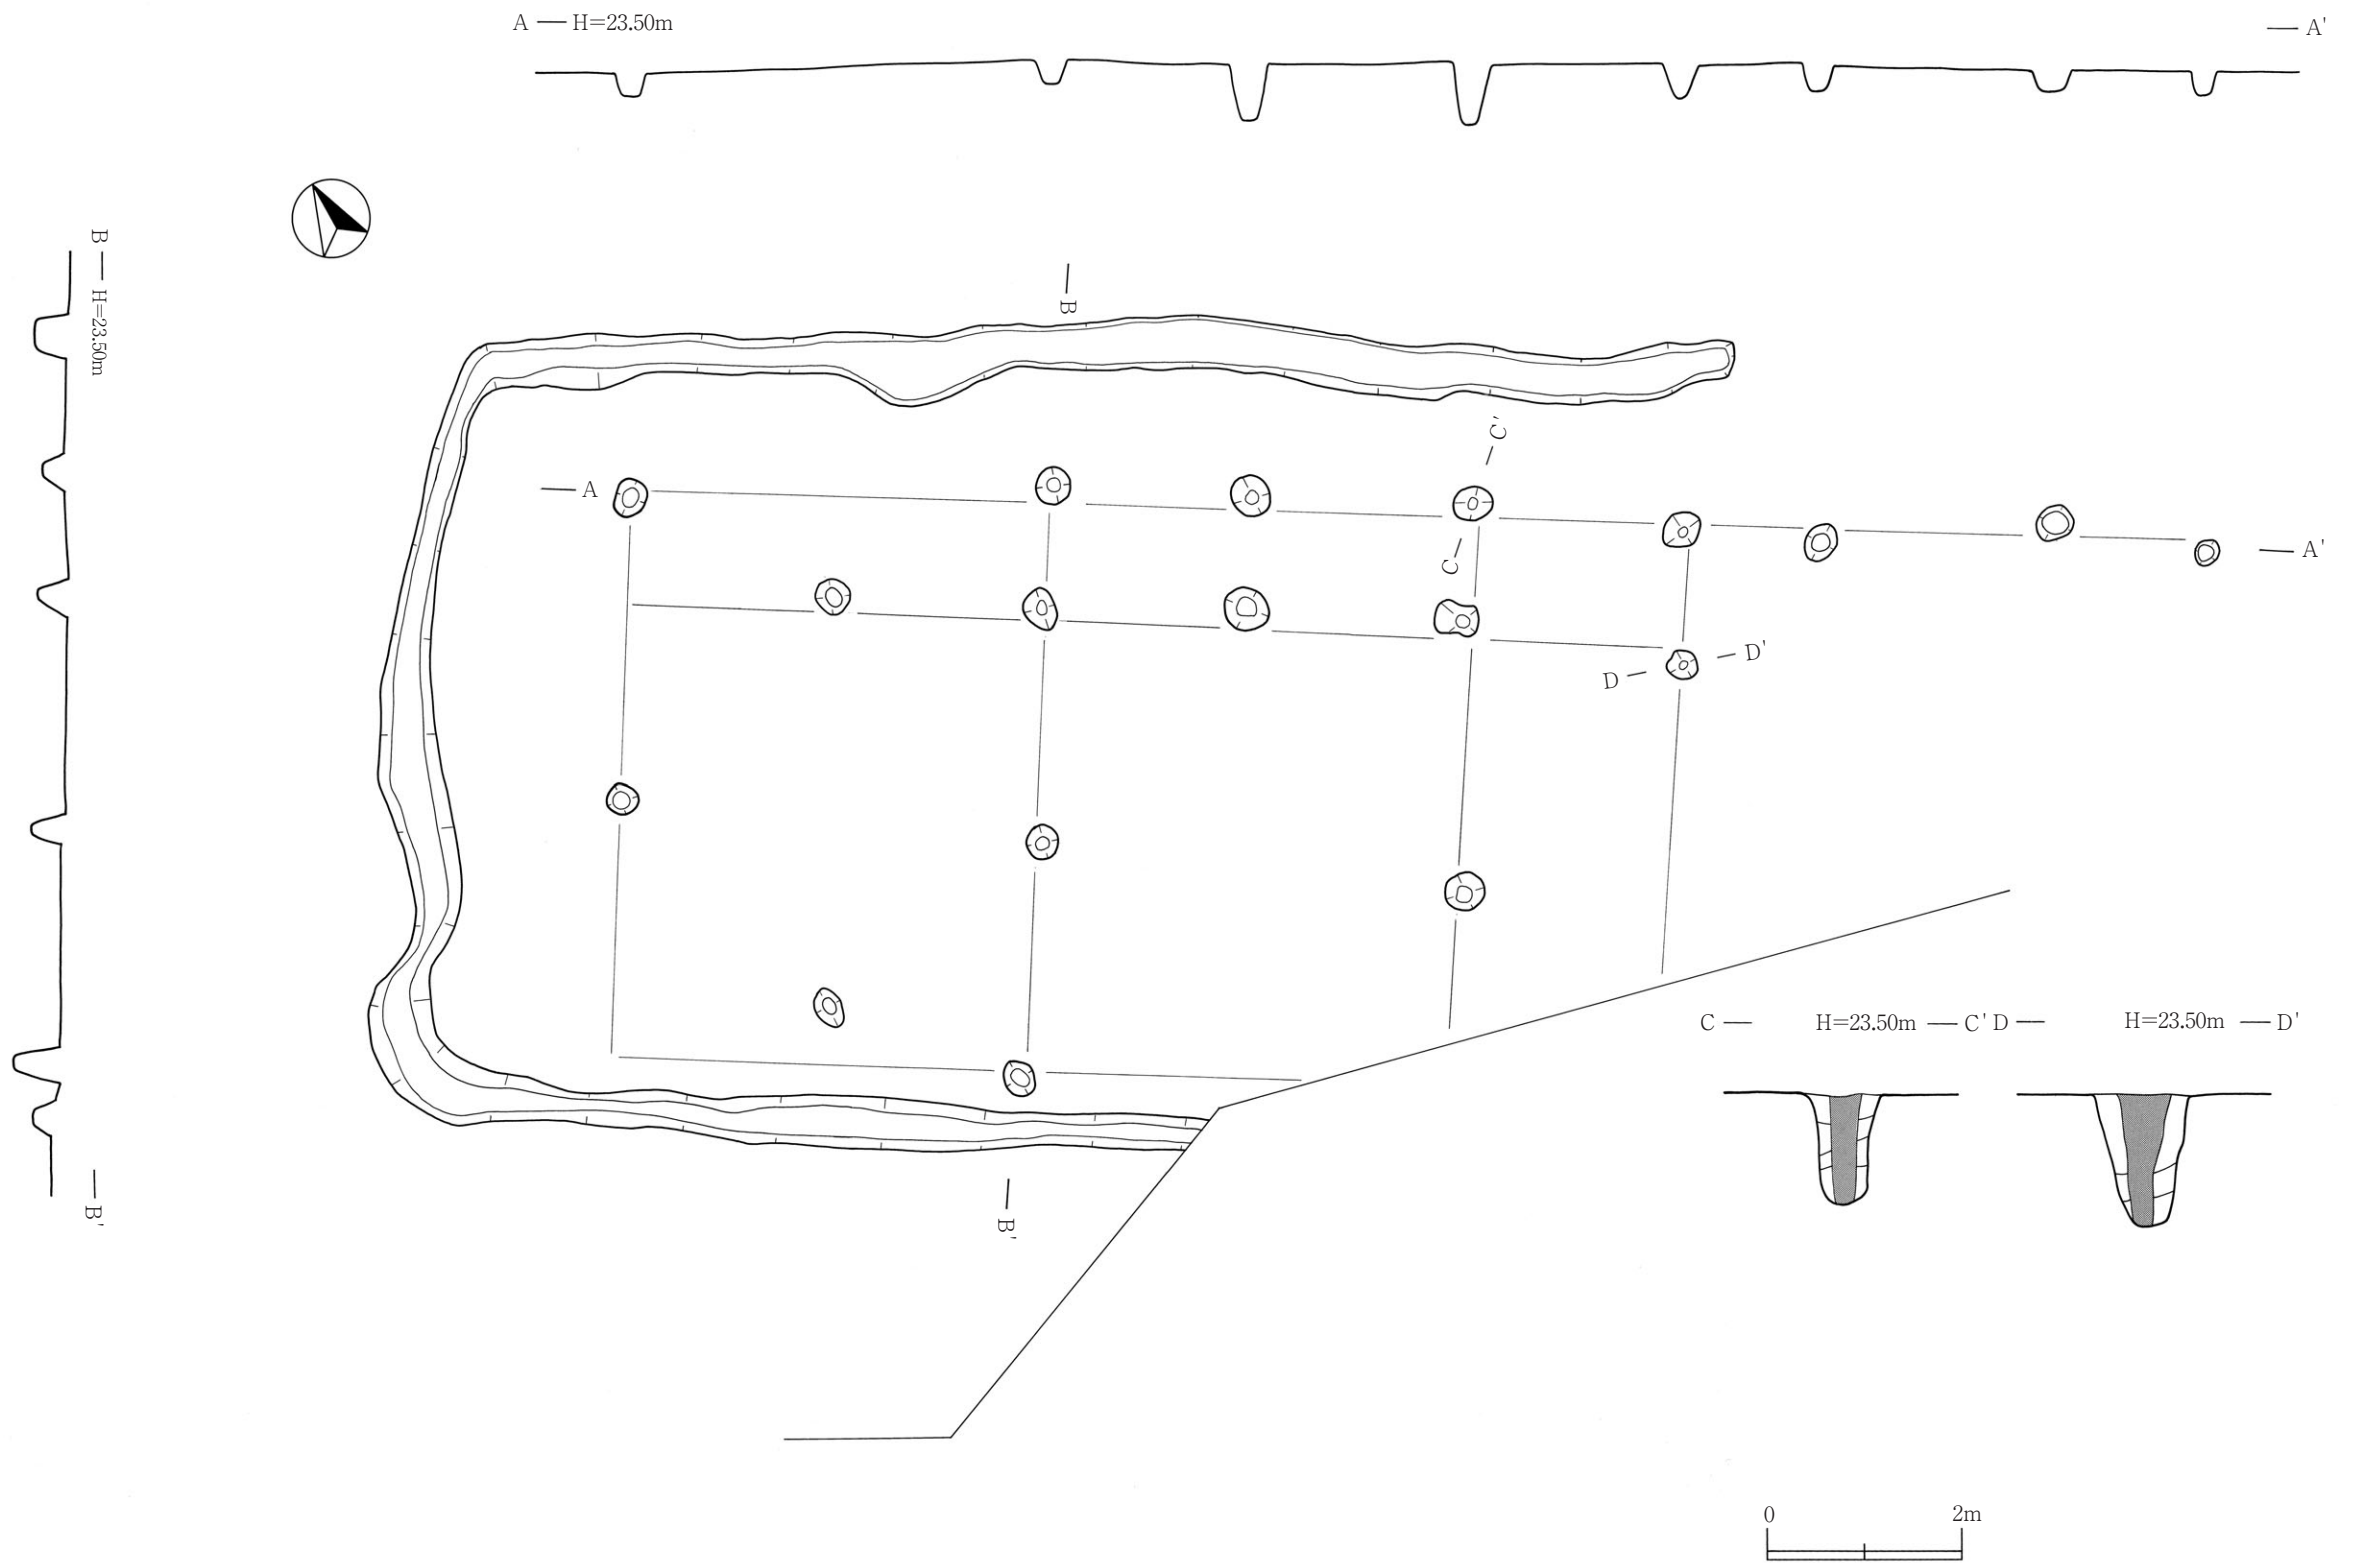 A — H=23.50m — A'
B — H=23.50m
B
C'
A
C
A'
D
D'
C — H=23.50m — C' D — H=23.50m — D'
B'
B'
0 2m